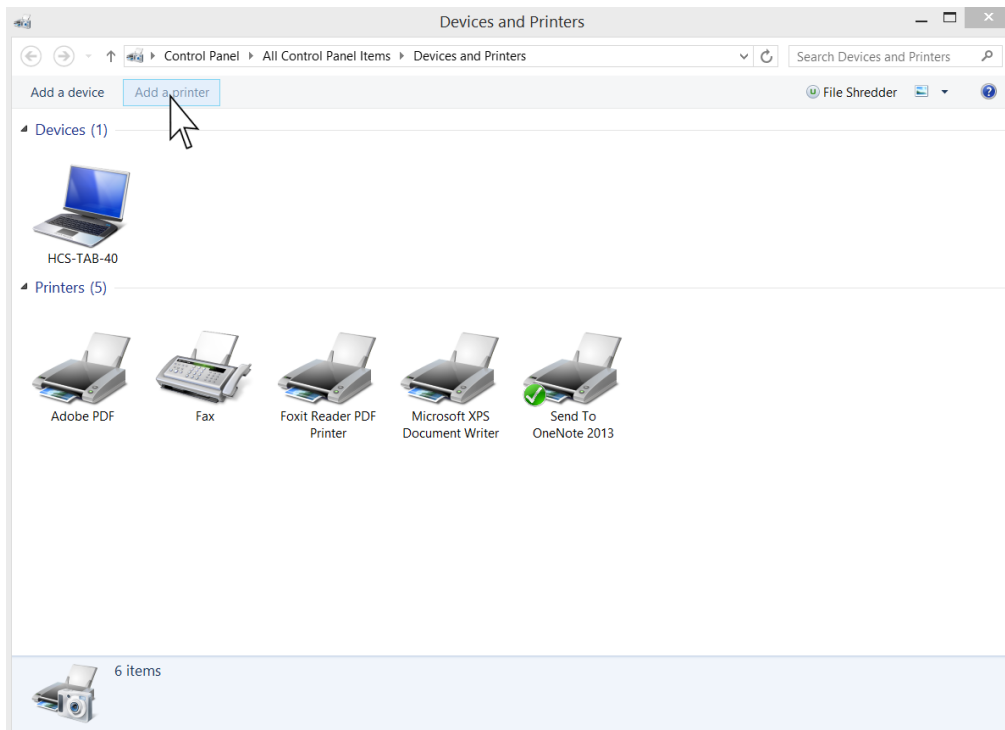 Devices and Printers
Control Panel All Control Panel Items Devices and Printers
Search Devices and Printers
Add a device Add a printer
File Shredder
Devices (1)
HCS-TAB-40
Printers (5)
Adobe PDF
Fax
Foxit Reader PDF
Printer
Microsoft XPS
Document Writer
Send To
OneNote 2013
6 items